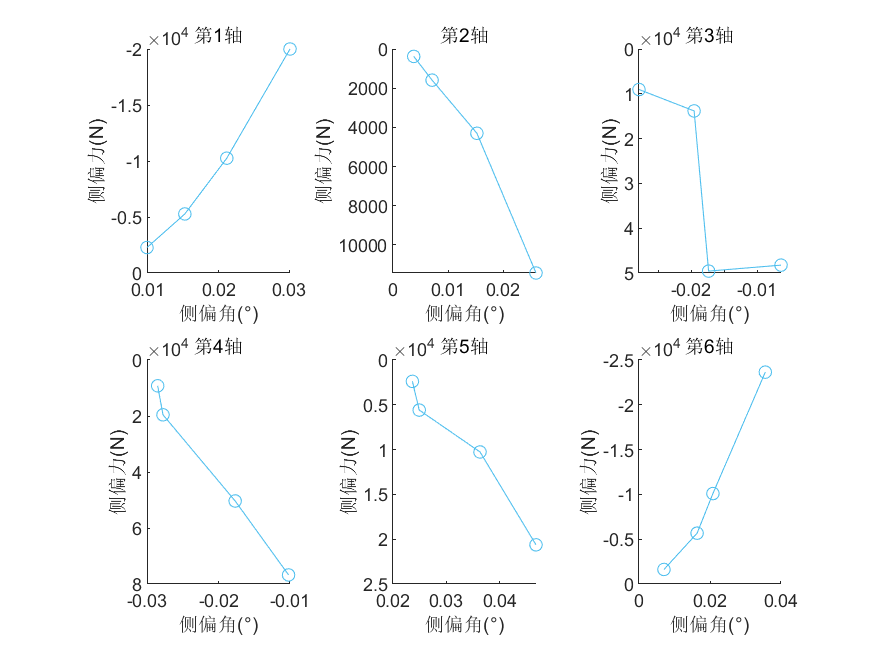 ×10⁴ 第1轴
-2
-1.5
-1
-0.5
0
0.01
0.02
0.03
侧偏力(N)
侧偏角(°)
第2轴
0
2000
4000
6000
8000
10000
0
0.01
0.02
侧偏力(N)
侧偏角(°)
×10⁴ 第3轴
0
1
2
3
4
5
-0.02
-0.01
侧偏力(N)
侧偏角(°)
×10⁴ 第4轴
0
2
4
6
8
-0.03
-0.02
-0.01
侧偏力(N)
侧偏角(°)
×10⁴ 第5轴
0
0.5
1
1.5
2
2.5
0.02
0.03
0.04
侧偏力(N)
侧偏角(°)
×10⁴ 第6轴
-2.5
-2
-1.5
-1
-0.5
0
0
0.02
0.04
侧偏力(N)
侧偏角(°)